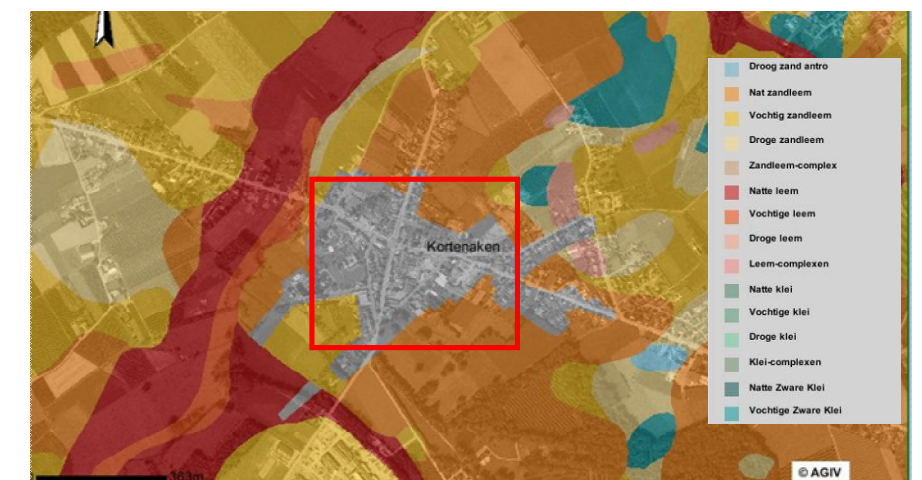 Droog zand antro
Nat zandleem
Vochtig zandleem
Droge zandleem
Zandleem-complex
Natte leem
Vochtige leem
Droge leem
Kortenaken
Leem-complexen
Natte klei
Vochtige klei
Droge klei
Klei-complexen
Natte Zware Klei
Vochtige Zware Klei
363m
© AGIV